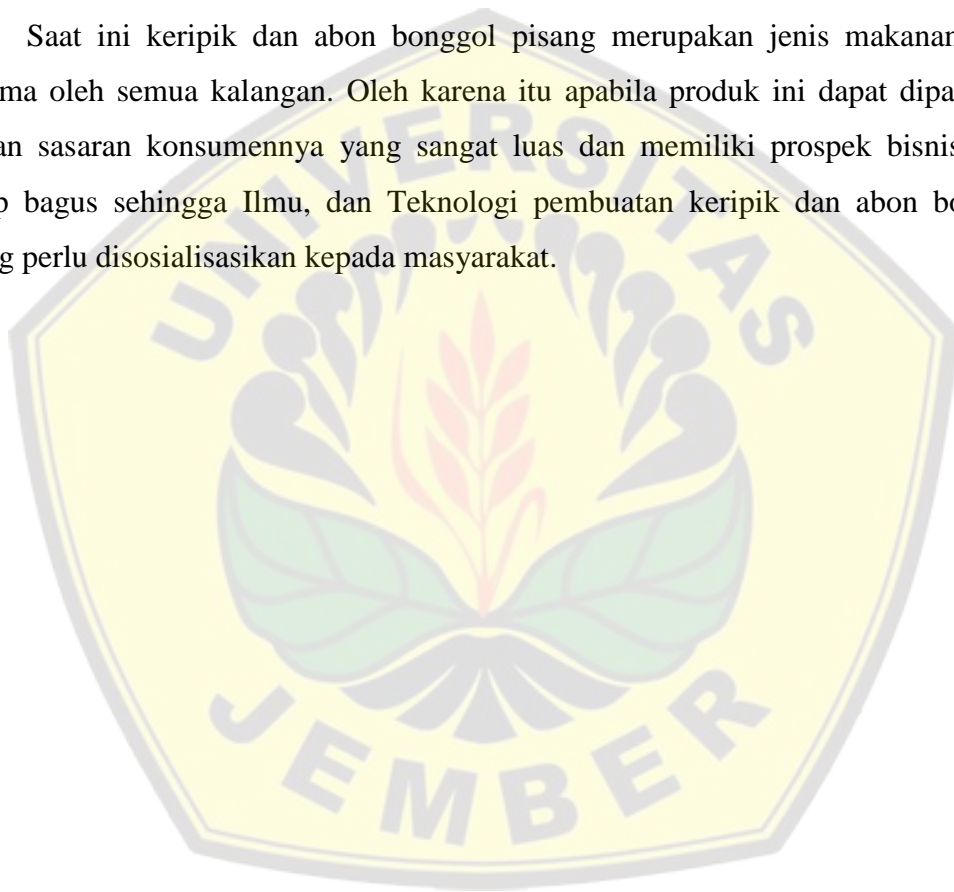 Saat ini keripik dan abon bonggol pisang merupakan jenis makanan
ma oleh semua kalangan. Oleh karena itu apabila produk ini dapat dipa
an sasaran konsumennya yang sangat luas dan memiliki prospek bisnis
p bagus sehingga Ilmu, dan Teknologi pembuatan keripik dan abon bo
g perlu disosialisasikan kepada masyarakat.
UNIVERSITAS
JEMBER